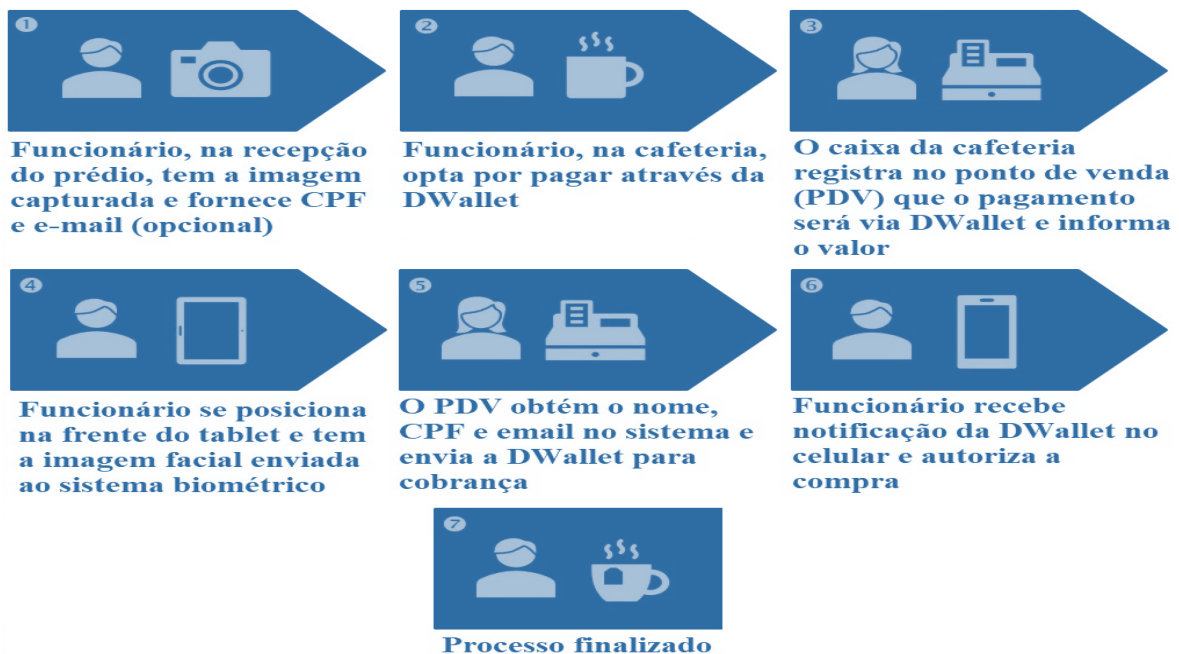 1
Funcionário, na recepção
do prédio, tem a imagem
capturada e fornece CPF
e e-mail (opcional)
2
Funcionário, na cafeteria,
opta por pagar através da
DWallet
3
O caixa da cafeteria
registra no ponto de venda
(PDV) que o pagamento
será via DWallet e informa
o valor
4
Funcionário se posiciona
na frente do tablet e tem
a imagem facial enviada
ao sistema biométrico
5
O PDV obtém o nome,
CPF e email no sistema e
envia a DWallet para
cobrança
6
Funcionário recebe
notificação da DWallet no
celular e autoriza a
compra
7
Processo finalizado